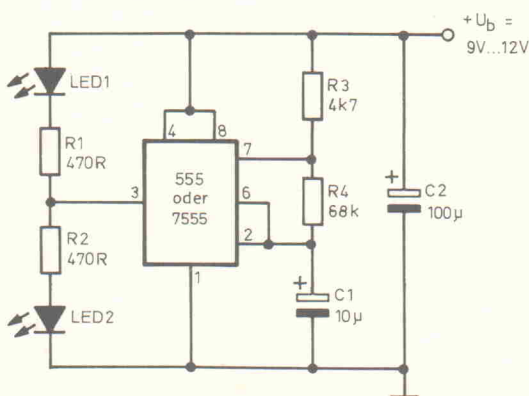 +Ub =
9V...12V
LED1
R1
470R
R2
470R
LED2
4
8
7
3
555
oder
7555
6
2
1
R3
4k7
R4
68k
+
C1
10µ
+
C2
100µ